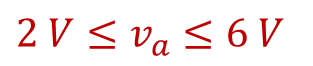 2 V ≤ vₐ ≤ 6 V